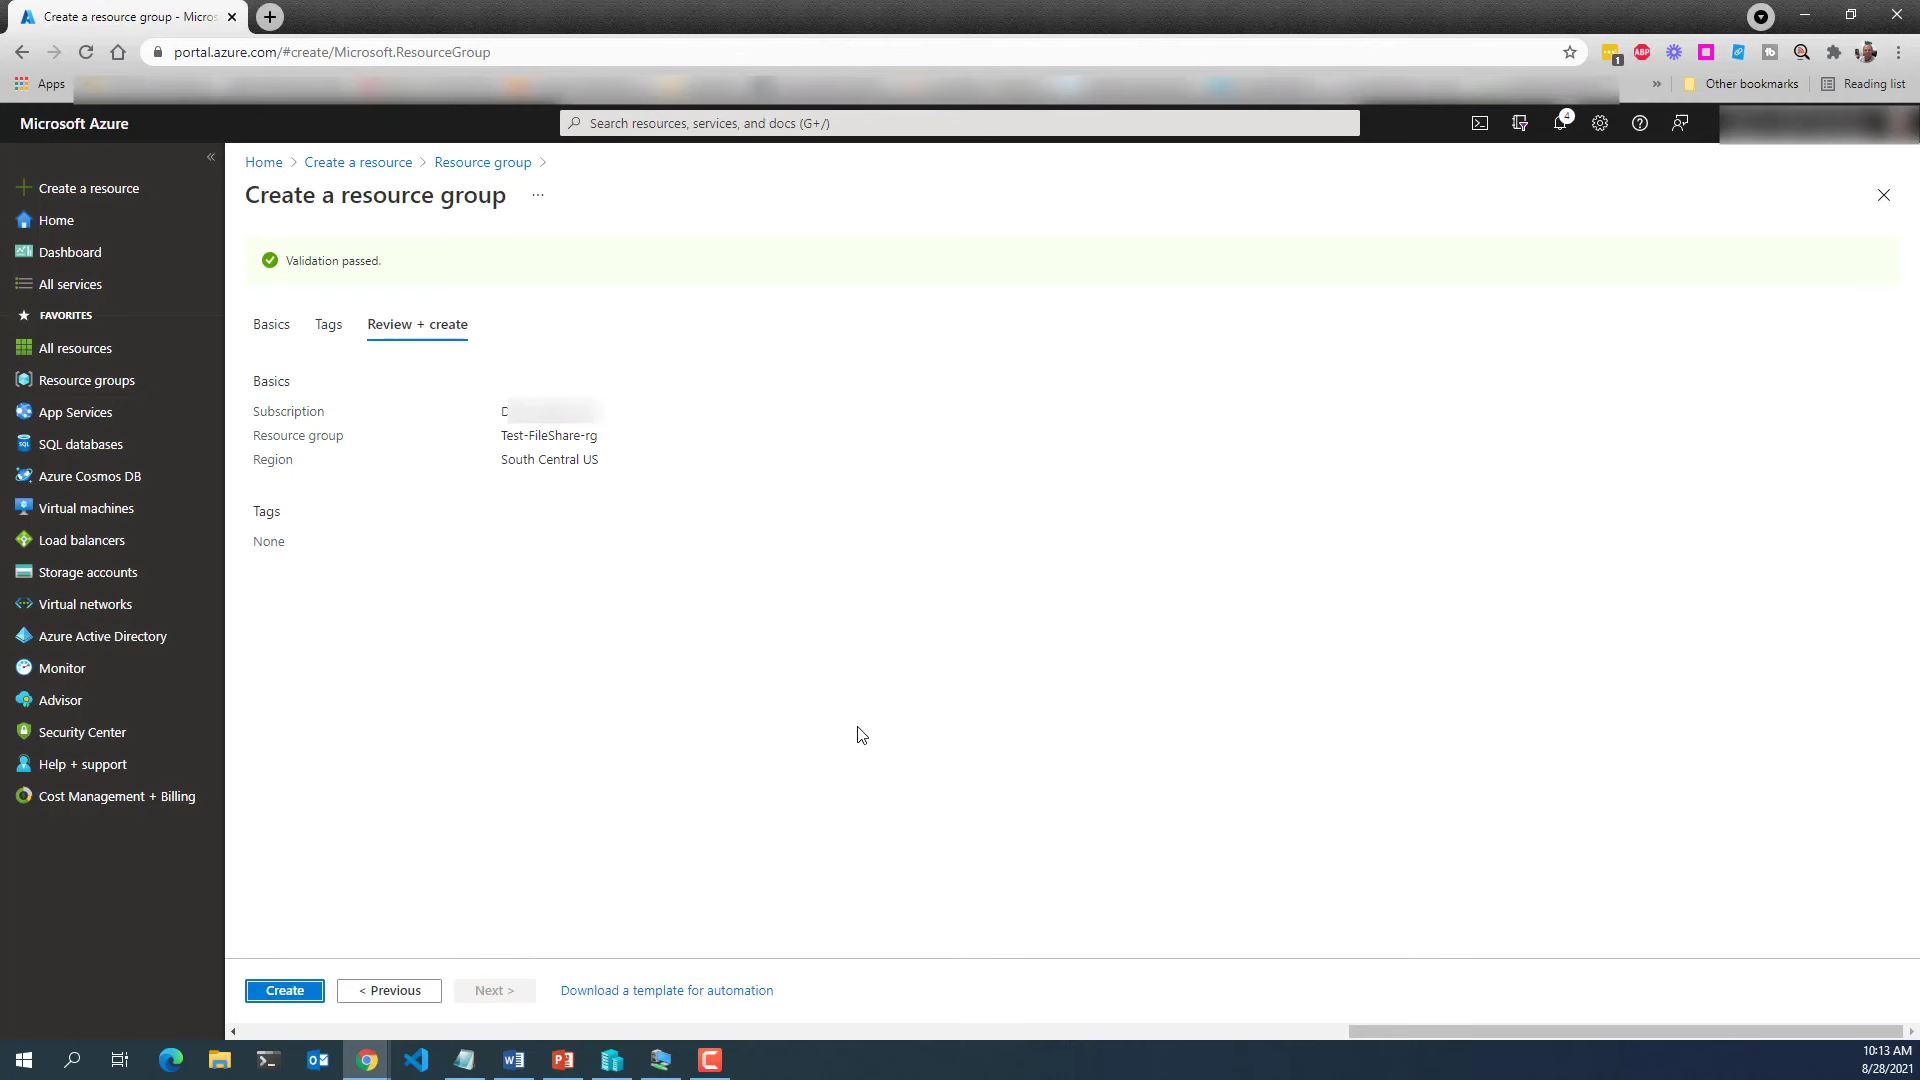 Create a resource group - Micros
portal.azure.com/#create/Microsoft.ResourceGroup
1
ABP
Apps
Other bookmarks
Reading list
Microsoft Azure
Search resources, services, and docs (G+/)
4
Home
Create a resource
Resource group
Create a resource group
Validation passed.
Basics
Tags
Review + create
Basics
Subscription
D
Resource group
Test-FileShare-rg
Region
South Central US
Tags
None
Create a resource
Home
Dashboard
All services
FAVORITES
All resources
Resource groups
App Services
SQL
SQL databases
Azure Cosmos DB
Virtual machines
Load balancers
Storage accounts
Virtual networks
Azure Active Directory
Monitor
Advisor
Security Center
Help + support
Cost Management + Billing
Create
< Previous
Next >
Download a template for automation
10:13 AM
8/28/2021